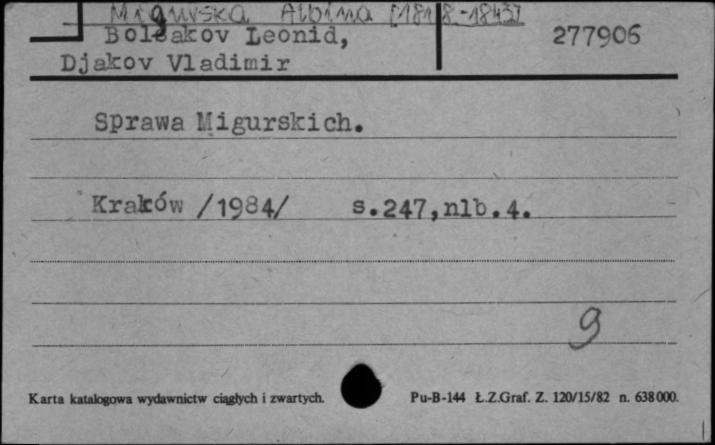 Migurska Albina [1818-1843]
Bolšakov Leonid,
277906
Djakov Vladimir
Sprawa Migurskich.
Kraków /1984/ s.247,nlb.4.
9
Karta katalogowa wydawnictw ciągłych i zwartych. Pu-B-144 Ł.Z.Graf. Z. 120/15/82 n. 638000.